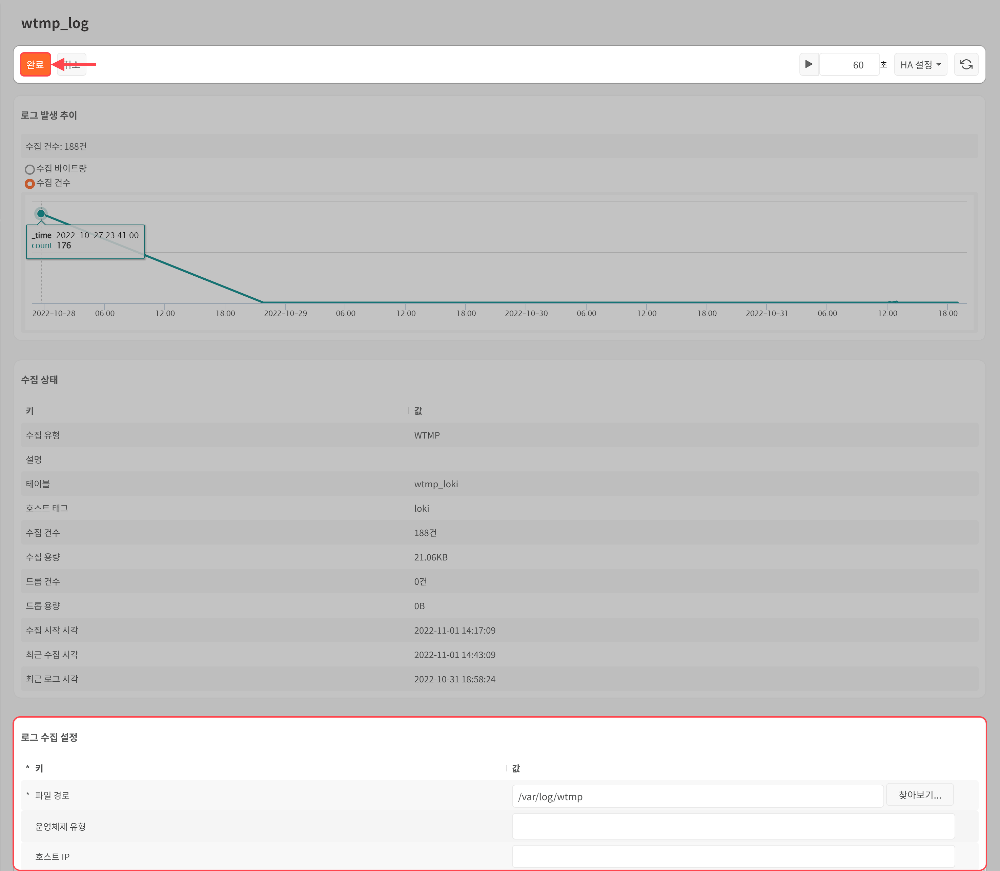 wtmp_log
완료 취소 60 초 HA 설정
로그 발생 추이
수집 건수: 188건
수집 바이트량
수집 건수
_time: 2022-10-27 23:41:00
count: 176
2022-10-28 06:00 12:00 18:00 2022-10-29 06:00 12:00 18:00 2022-10-30 06:00 12:00 18:00 2022-10-31 06:00 12:00 18:00
수집 상태
키 값
수집 유형 WTMP
설명
테이블 wtmp_loki
호스트 태그 loki
수집 건수 188건
수집 용량 21.06KB
드롭 건수 0건
드롭 용량 0B
수집 시작 시각 2022-11-01 14:17:09
최근 수집 시각 2022-11-01 14:43:09
최근 로그 시각 2022-10-31 18:58:24
로그 수집 설정
* 키 값
* 파일 경로 /var/log/wtmp 찾아보기...
운영체제 유형
호스트 IP